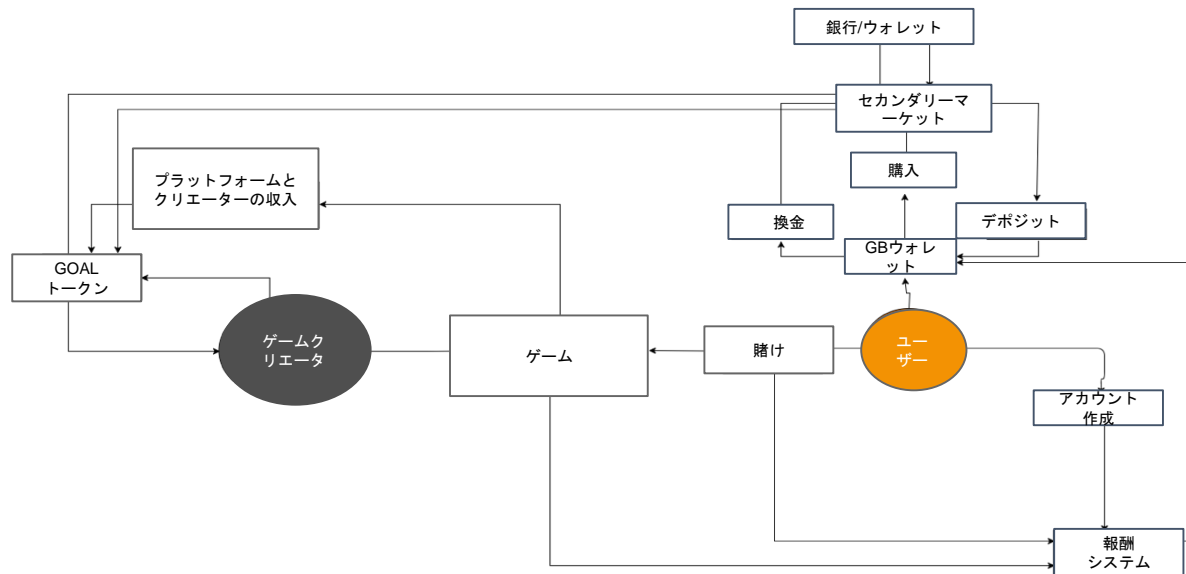 銀行/ウォレット
セカンダリーマ
ーケット
購入
プラットフォームと
クリエーターの収入
換金
デポジット
GBウォレ
ット
GOAL
トークン
ゲームク
リエータ
ゲーム
賭け
ユー
ザー
アカウント
作成
報酬
システム